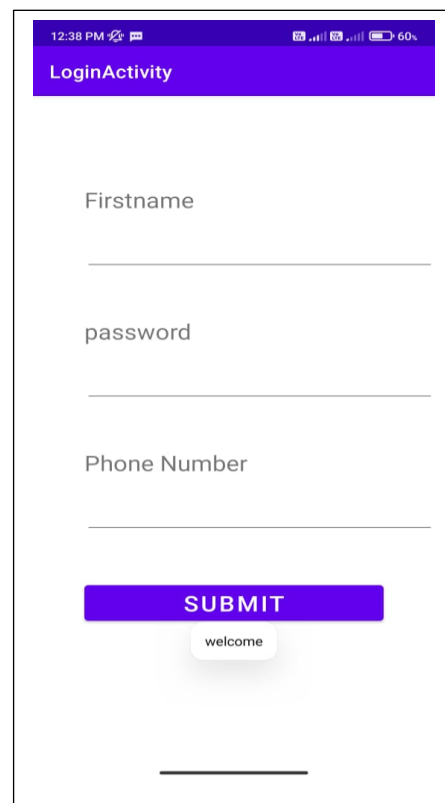 12:38 PM 60%
LoginActivity
Firstname
password
Phone Number
SUBMIT
welcome